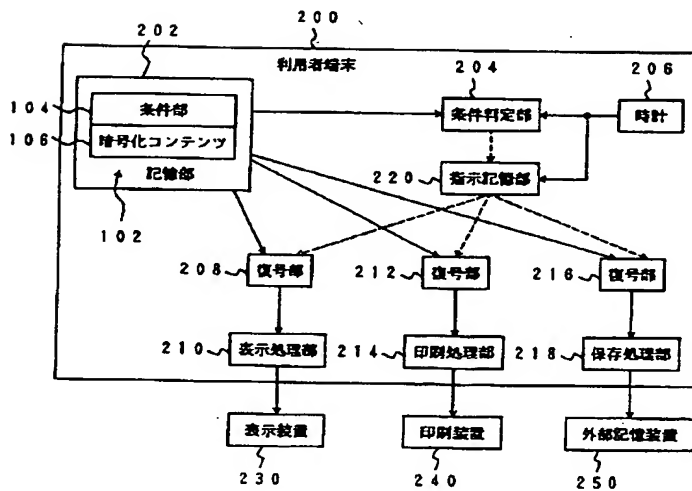 200
202
利用者端末
204
206
104
条件部
条件判定部
時計
106
暗号化コンテンツ
記憶部
220
指示記憶部
102
208
復号部
212
復号部
216
復号部
210
表示処理部
214
印刷処理部
218
保存処理部
表示装置
印刷装置
外部記憶装置
230
240
250